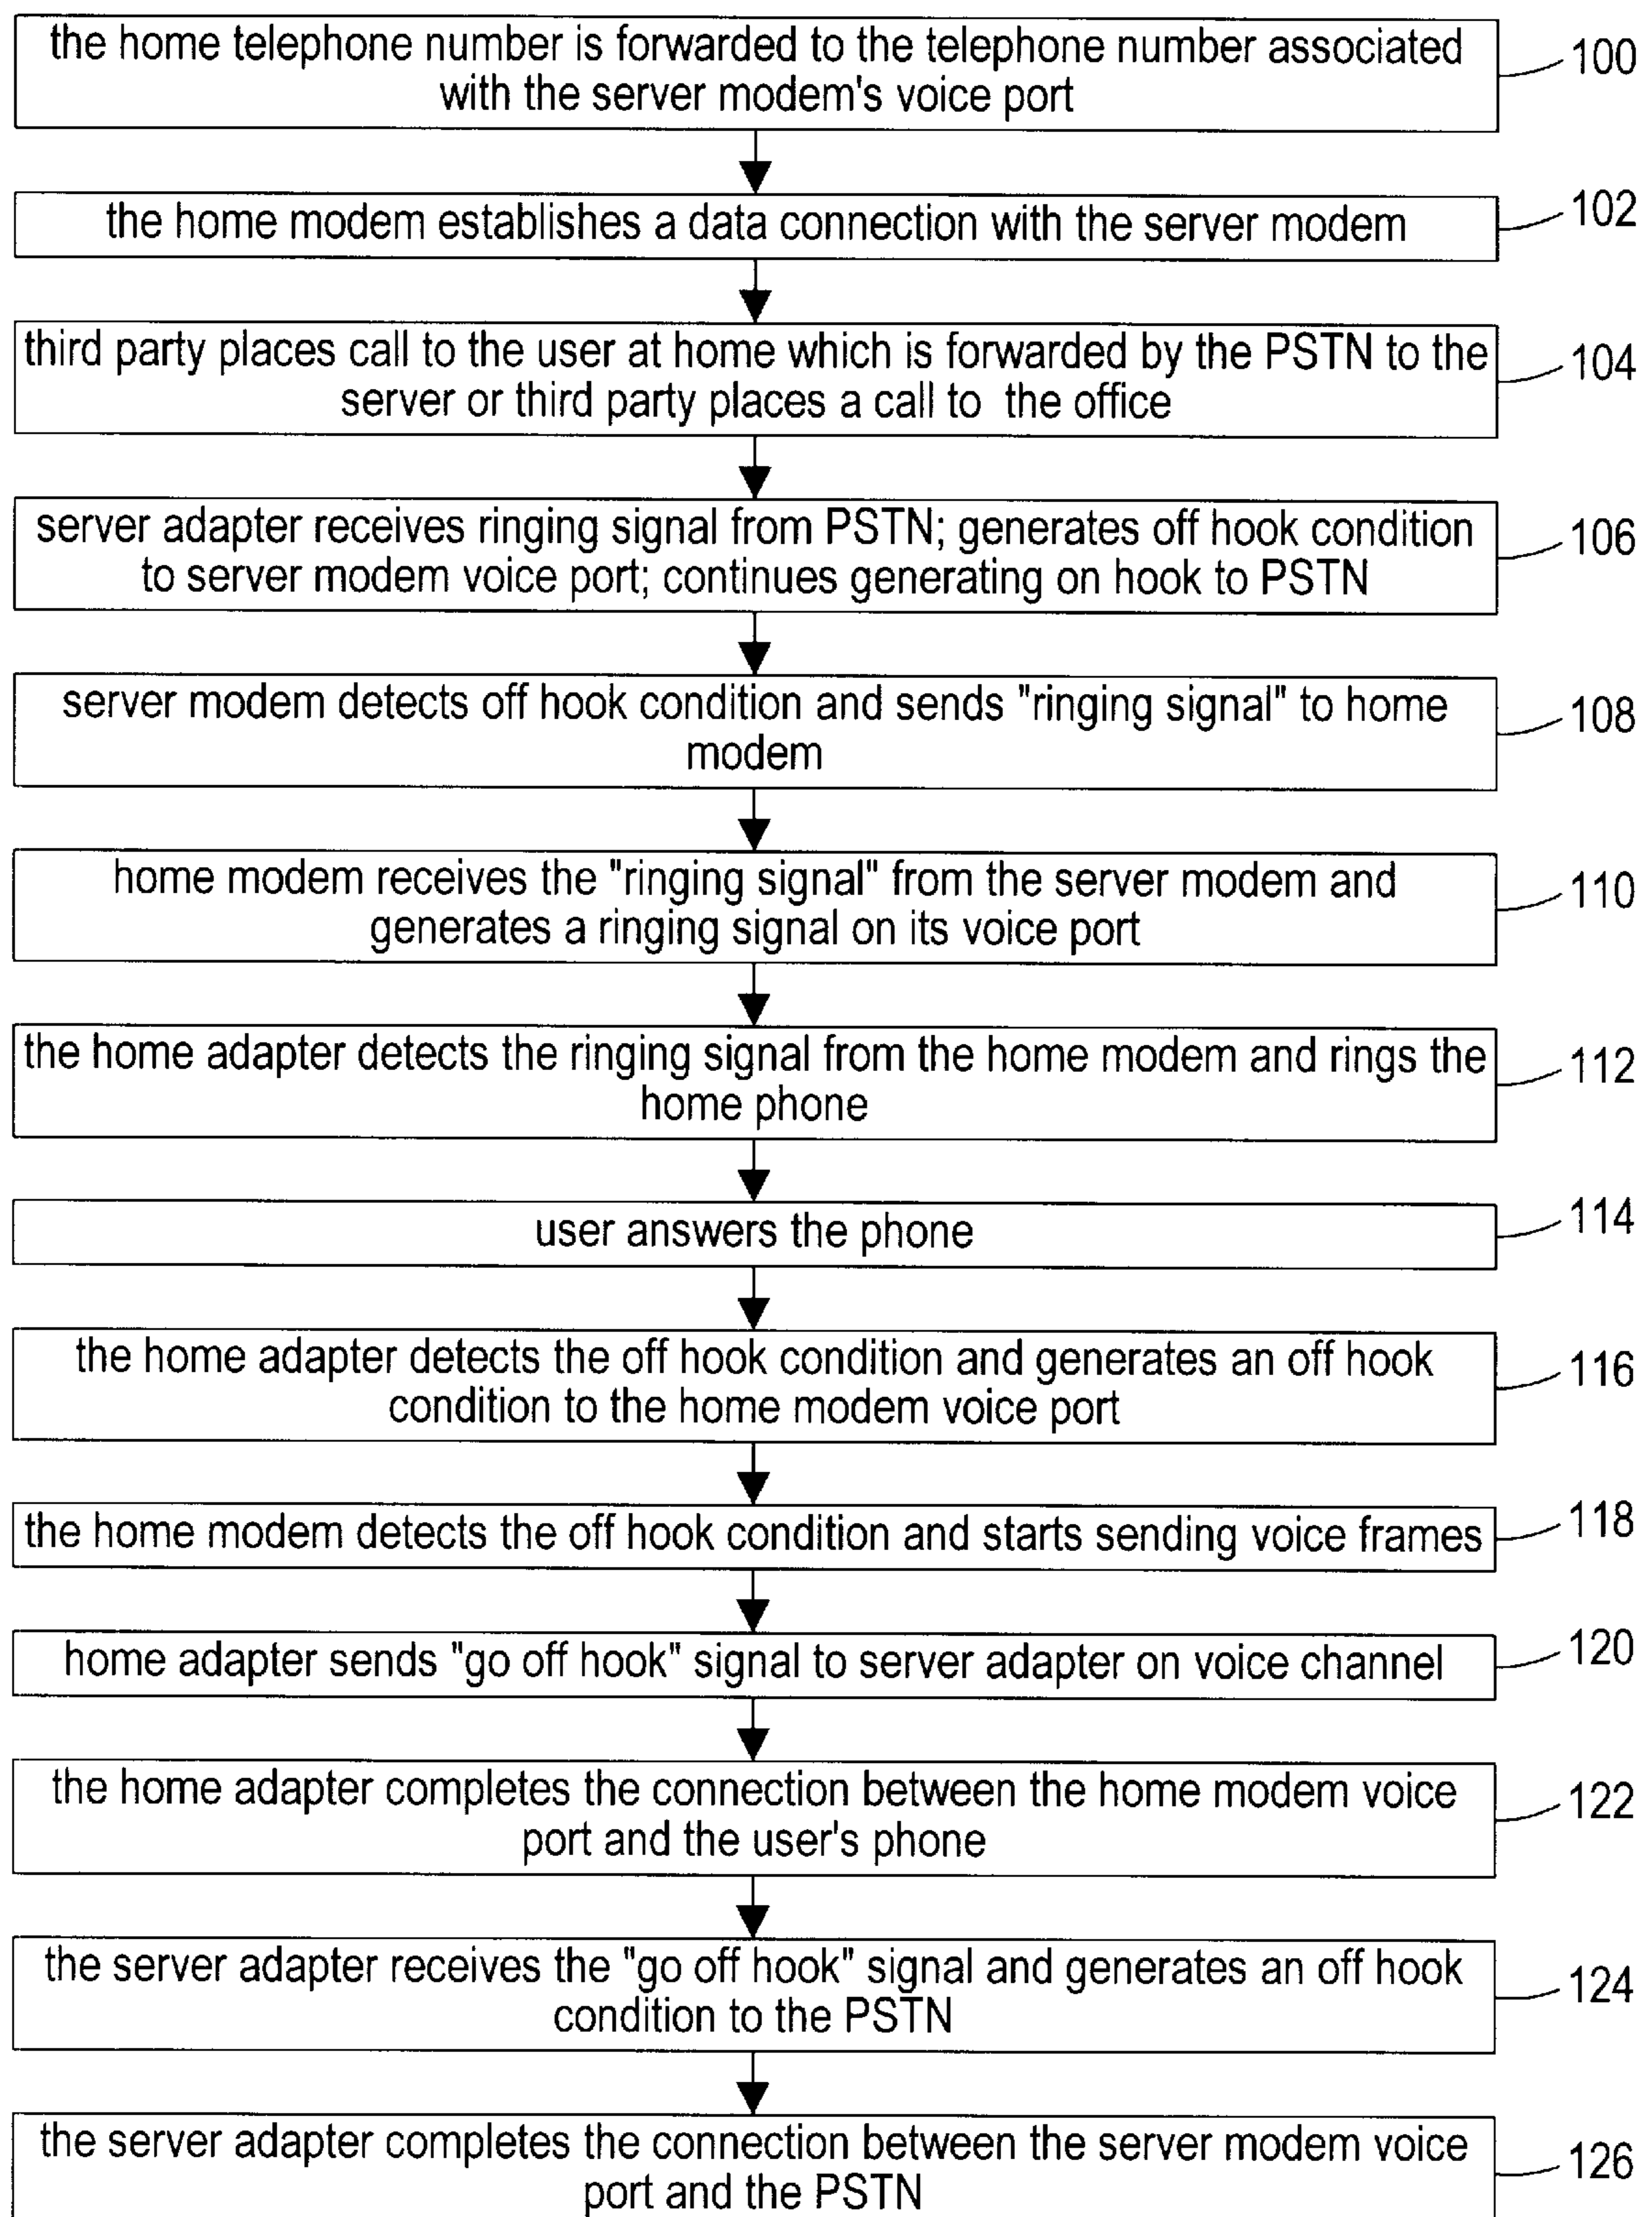 the home telephone number is forwarded to the telephone number associated
with the server modem's voice port
100
the home modem establishes a data connection with the server modem
102
third party places call to the user at home which is forwarded by the PSTN to the
server or third party places a call to the office
104
server adapter receives ringing signal from PSTN; generates off hook condition
to server modem voice port; continues generating on hook to PSTN
106
server modem detects off hook condition and sends "ringing signal" to home
modem
108
home modem receives the "ringing signal" from the server modem and
generates a ringing signal on its voice port
110
the home adapter detects the ringing signal from the home modem and rings the
home phone
112
user answers the phone
114
the home adapter detects the off hook condition and generates an off hook
condition to the home modem voice port
116
the home modem detects the off hook condition and starts sending voice frames
118
home adapter sends "go off hook" signal to server adapter on voice channel
120
the home adapter completes the connection between the home modem voice
port and the user's phone
122
the server adapter receives the "go off hook" signal and generates an off hook
condition to the PSTN
124
the server adapter completes the connection between the server modem voice
port and the PSTN
126